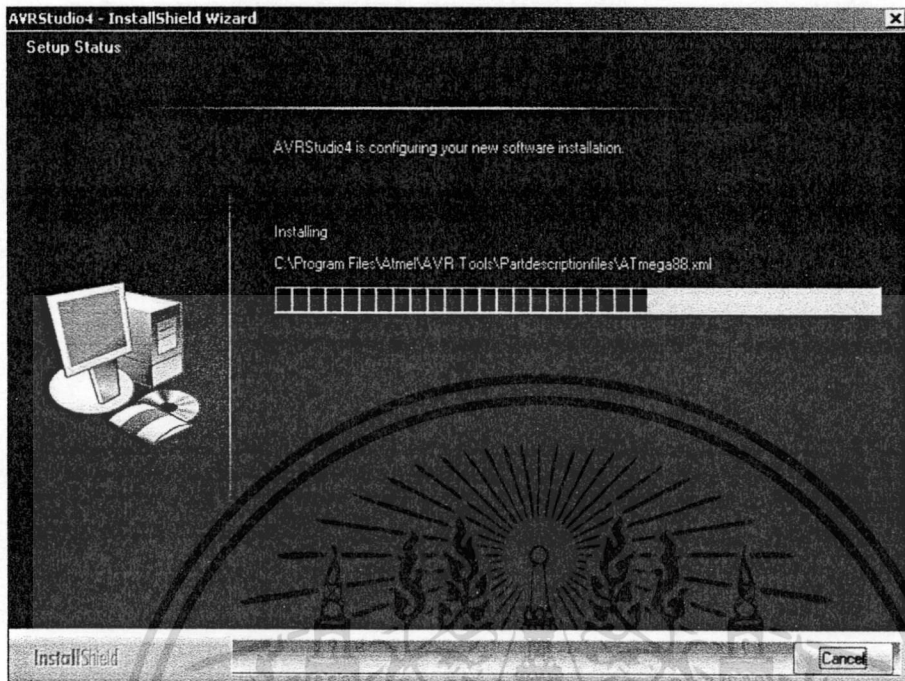 AVRStudio4 - InstallShield Wizard
Setup Status
AVRStudio4 is configuring your new software installation.
Installing
C:\Program Files\Atmel\AVR Tools\Partdescriptionfiles\ATmega88.xml
InstallShield
Cancel